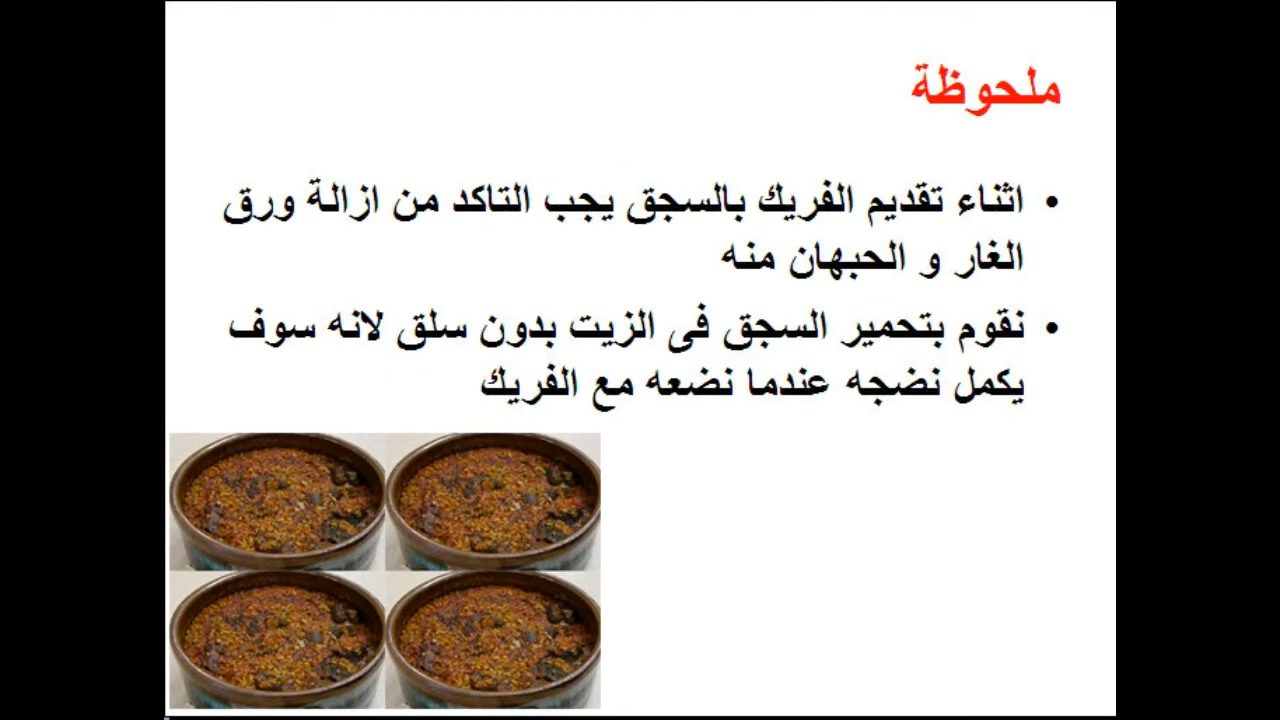 ملحوظة
• اثناء تقديم الفريك بالسجق يجب التاكد من ازالة ورق
الغار و الحبهان منه
• نقوم بتحمير السجق فى الزيت بدون سلق لانه سوف
يكمل نضجه عندما نضعه مع الفريك